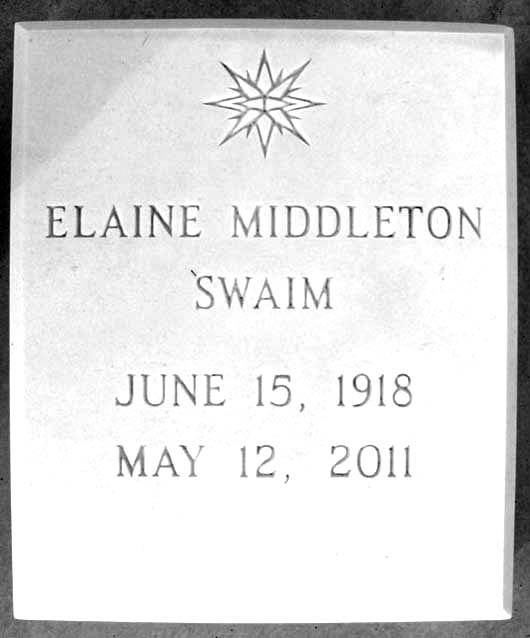 ELAINE MIDDLETON
SWAIM
JUNE 15, 1918
MAY 12, 2011